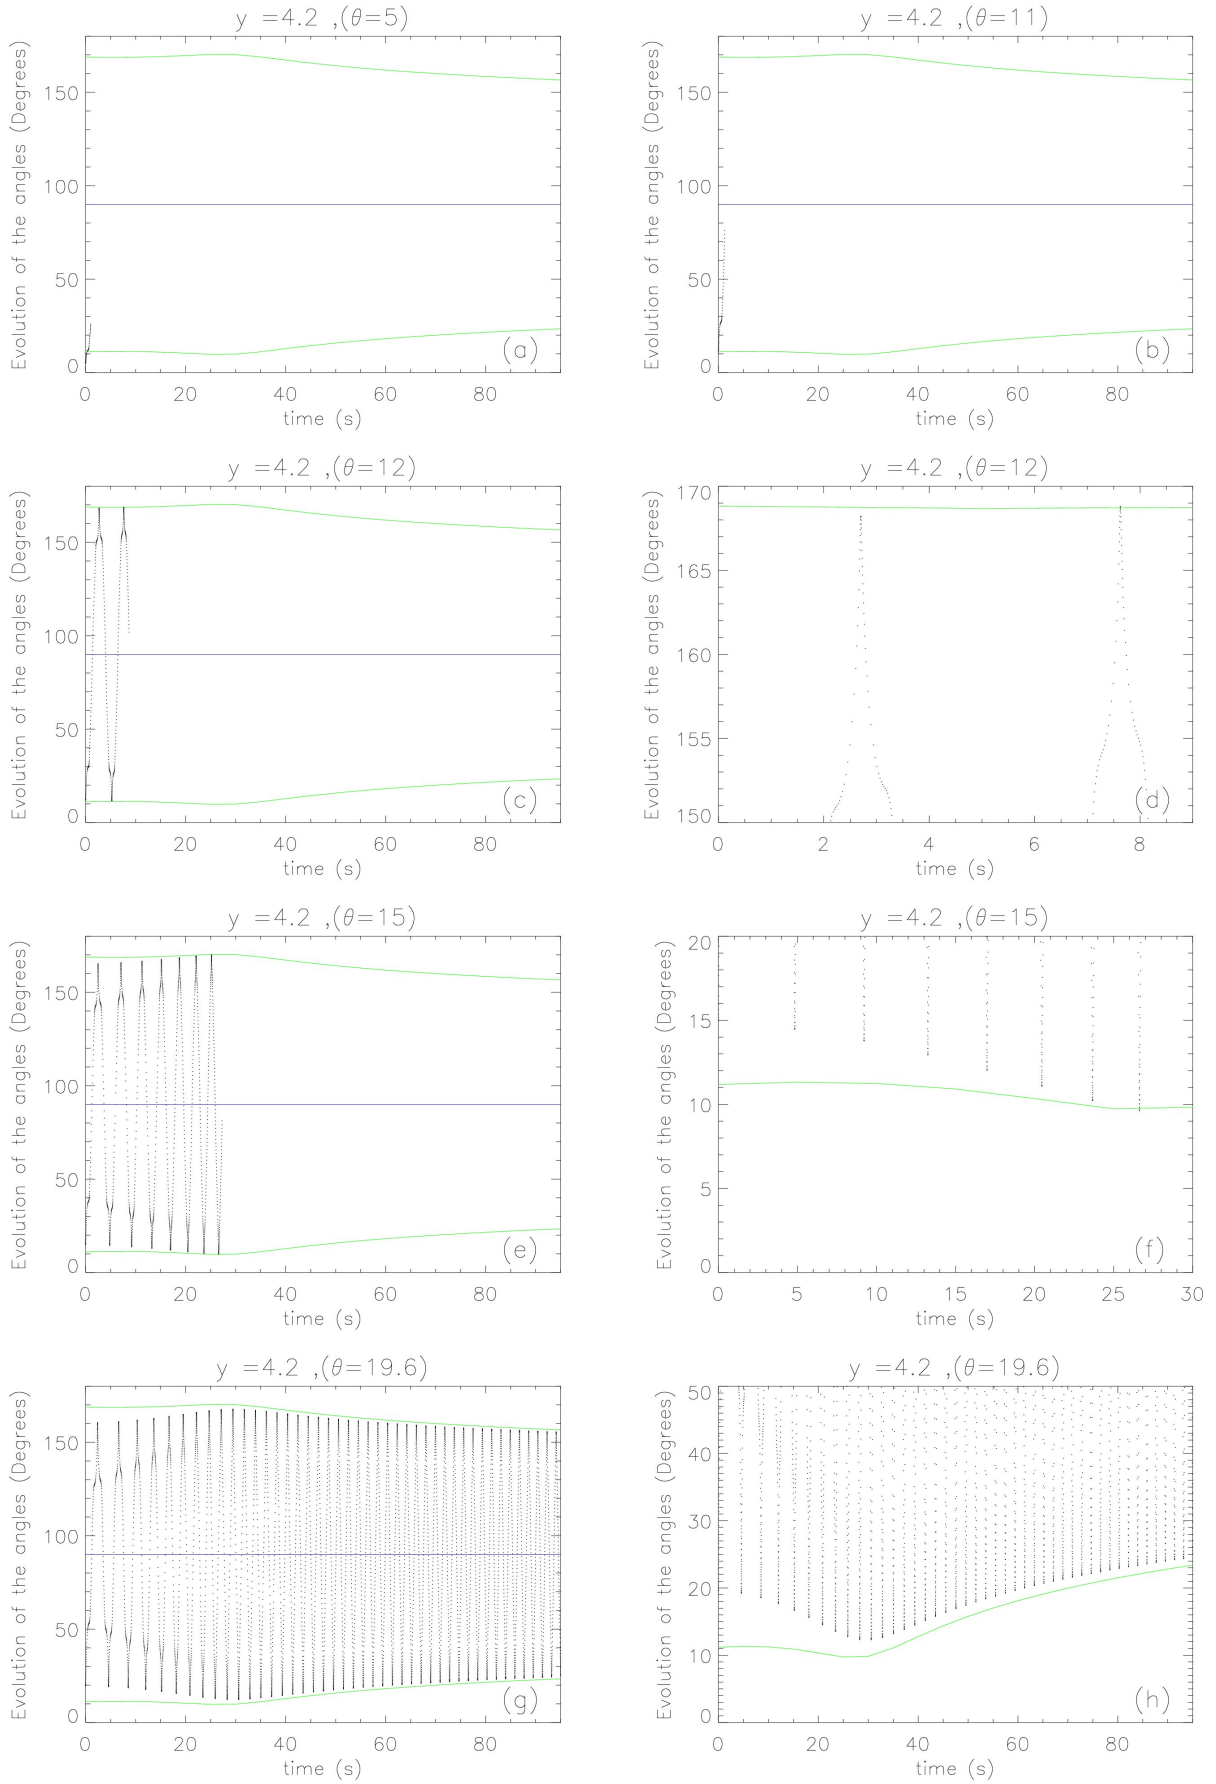 y =4.2 ,(θ=5)
Evolution of the angles (Degrees)
150
100
50
0
(a)
0 20 40 60 80
time (s)
y =4.2 ,(θ=11)
Evolution of the angles (Degrees)
150
100
50
0
(b)
0 20 40 60 80
time (s)
y =4.2 ,(θ=12)
Evolution of the angles (Degrees)
150
100
50
0
(c)
0 20 40 60 80
time (s)
y =4.2 ,(θ=12)
Evolution of the angles (Degrees)
170
165
160
155
150
(d)
0 2 4 6 8
time (s)
y =4.2 ,(θ=15)
Evolution of the angles (Degrees)
150
100
50
0
(e)
0 20 40 60 80
time (s)
y =4.2 ,(θ=15)
Evolution of the angles (Degrees)
20
15
10
5
0
(f)
0 5 10 15 20 25 30
time (s)
y =4.2 ,(θ=19.6)
Evolution of the angles (Degrees)
150
100
50
0
(g)
0 20 40 60 80
time (s)
y =4.2 ,(θ=19.6)
Evolution of the angles (Degrees)
50
40
30
20
10
0
(h)
0 20 40 60 80
time (s)